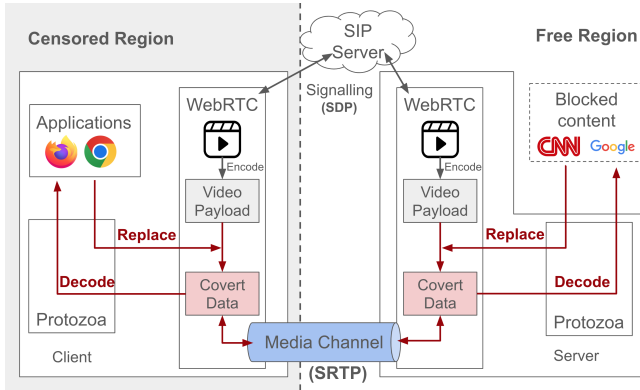 Censored Region
SIP
Server
Free Region
Signalling
(SDP)
WebRTC
Applications
Encode
Video
Payload
Replace
Decode
Covert
Data
Protozoa
Client
WebRTC
Blocked
content
CNN
Google
Encode
Video
Payload
Replace
Decode
Covert
Data
Protozoa
Server
Media Channel
(SRTP)